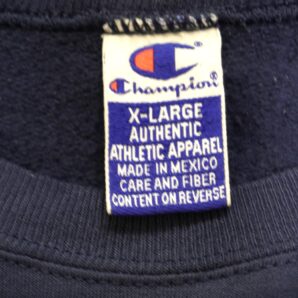 Champion
X-LARGE
AUTHENTIC
ATHLETIC APPAREL
MADE IN MEXICO
CARE AND FIBER
CONTENT ON REVERSE